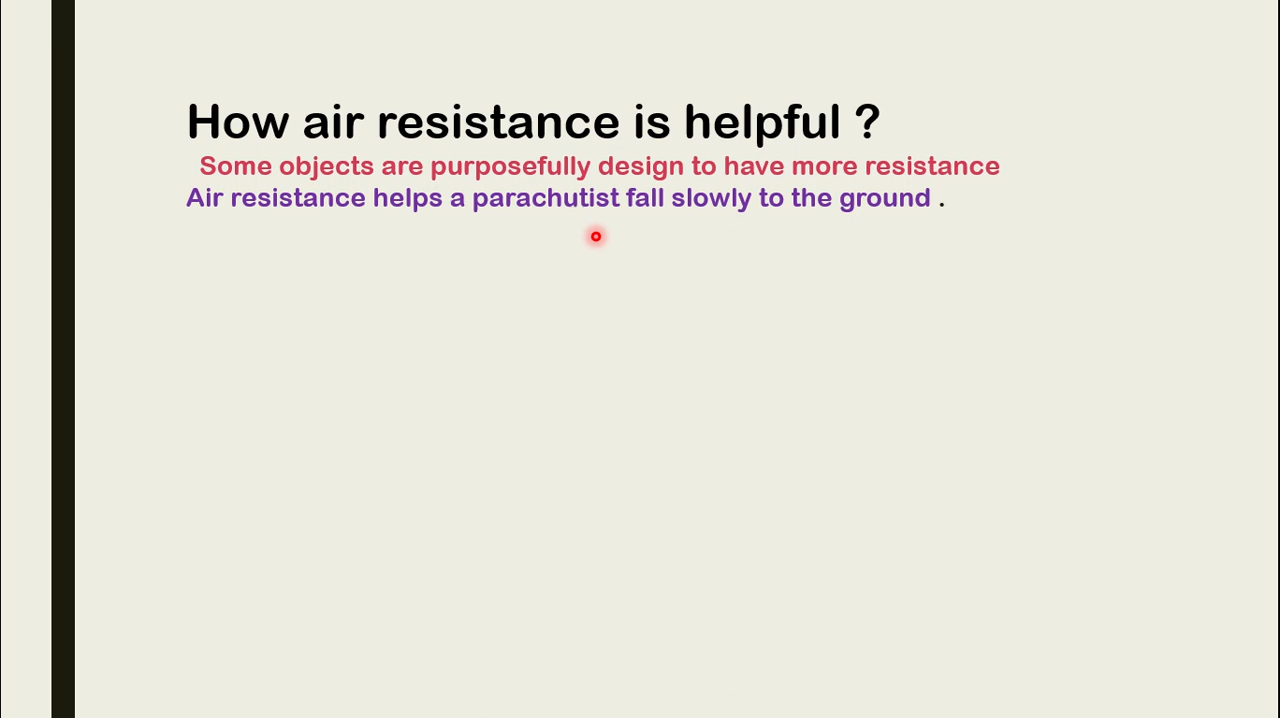 How air resistance is helpful ?
Some objects are purposefully design to have more resistance
Air resistance helps a parachutist fall slowly to the ground .